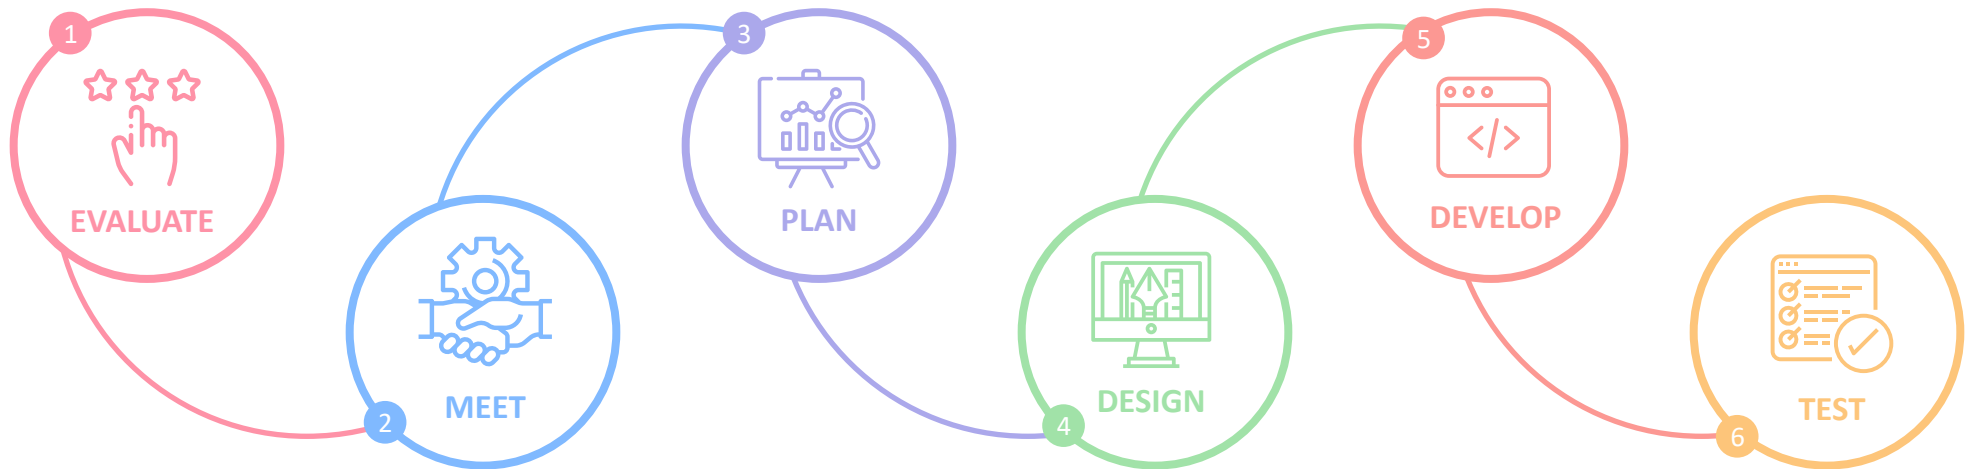 1
EVALUATE
2
MEET
3
PLAN
4
DESIGN
5
</>
DEVELOP
6
TEST